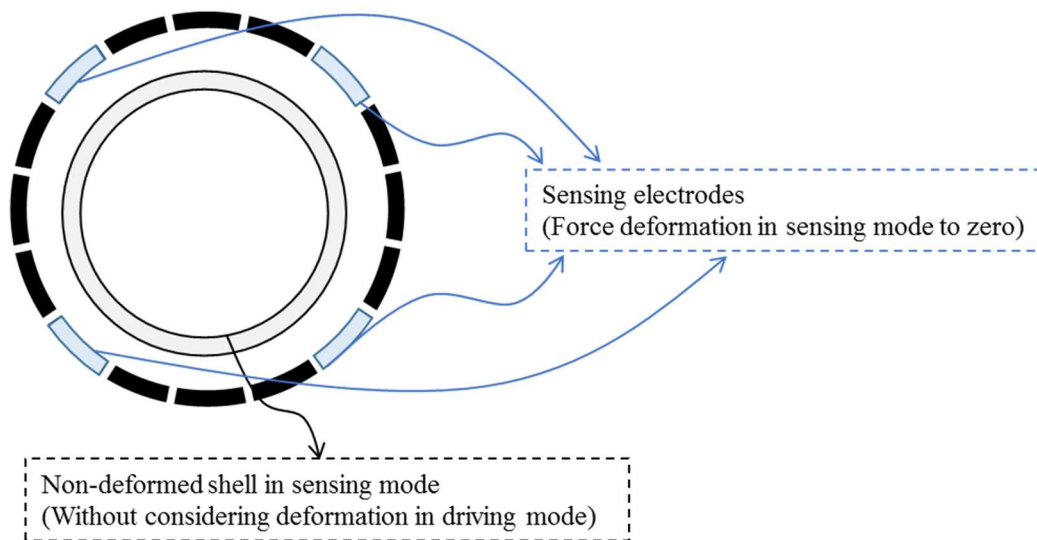 Sensing electrodes
(Force deformation in sensing mode to zero)
Non-deformed shell in sensing mode
(Without considering deformation in driving mode)